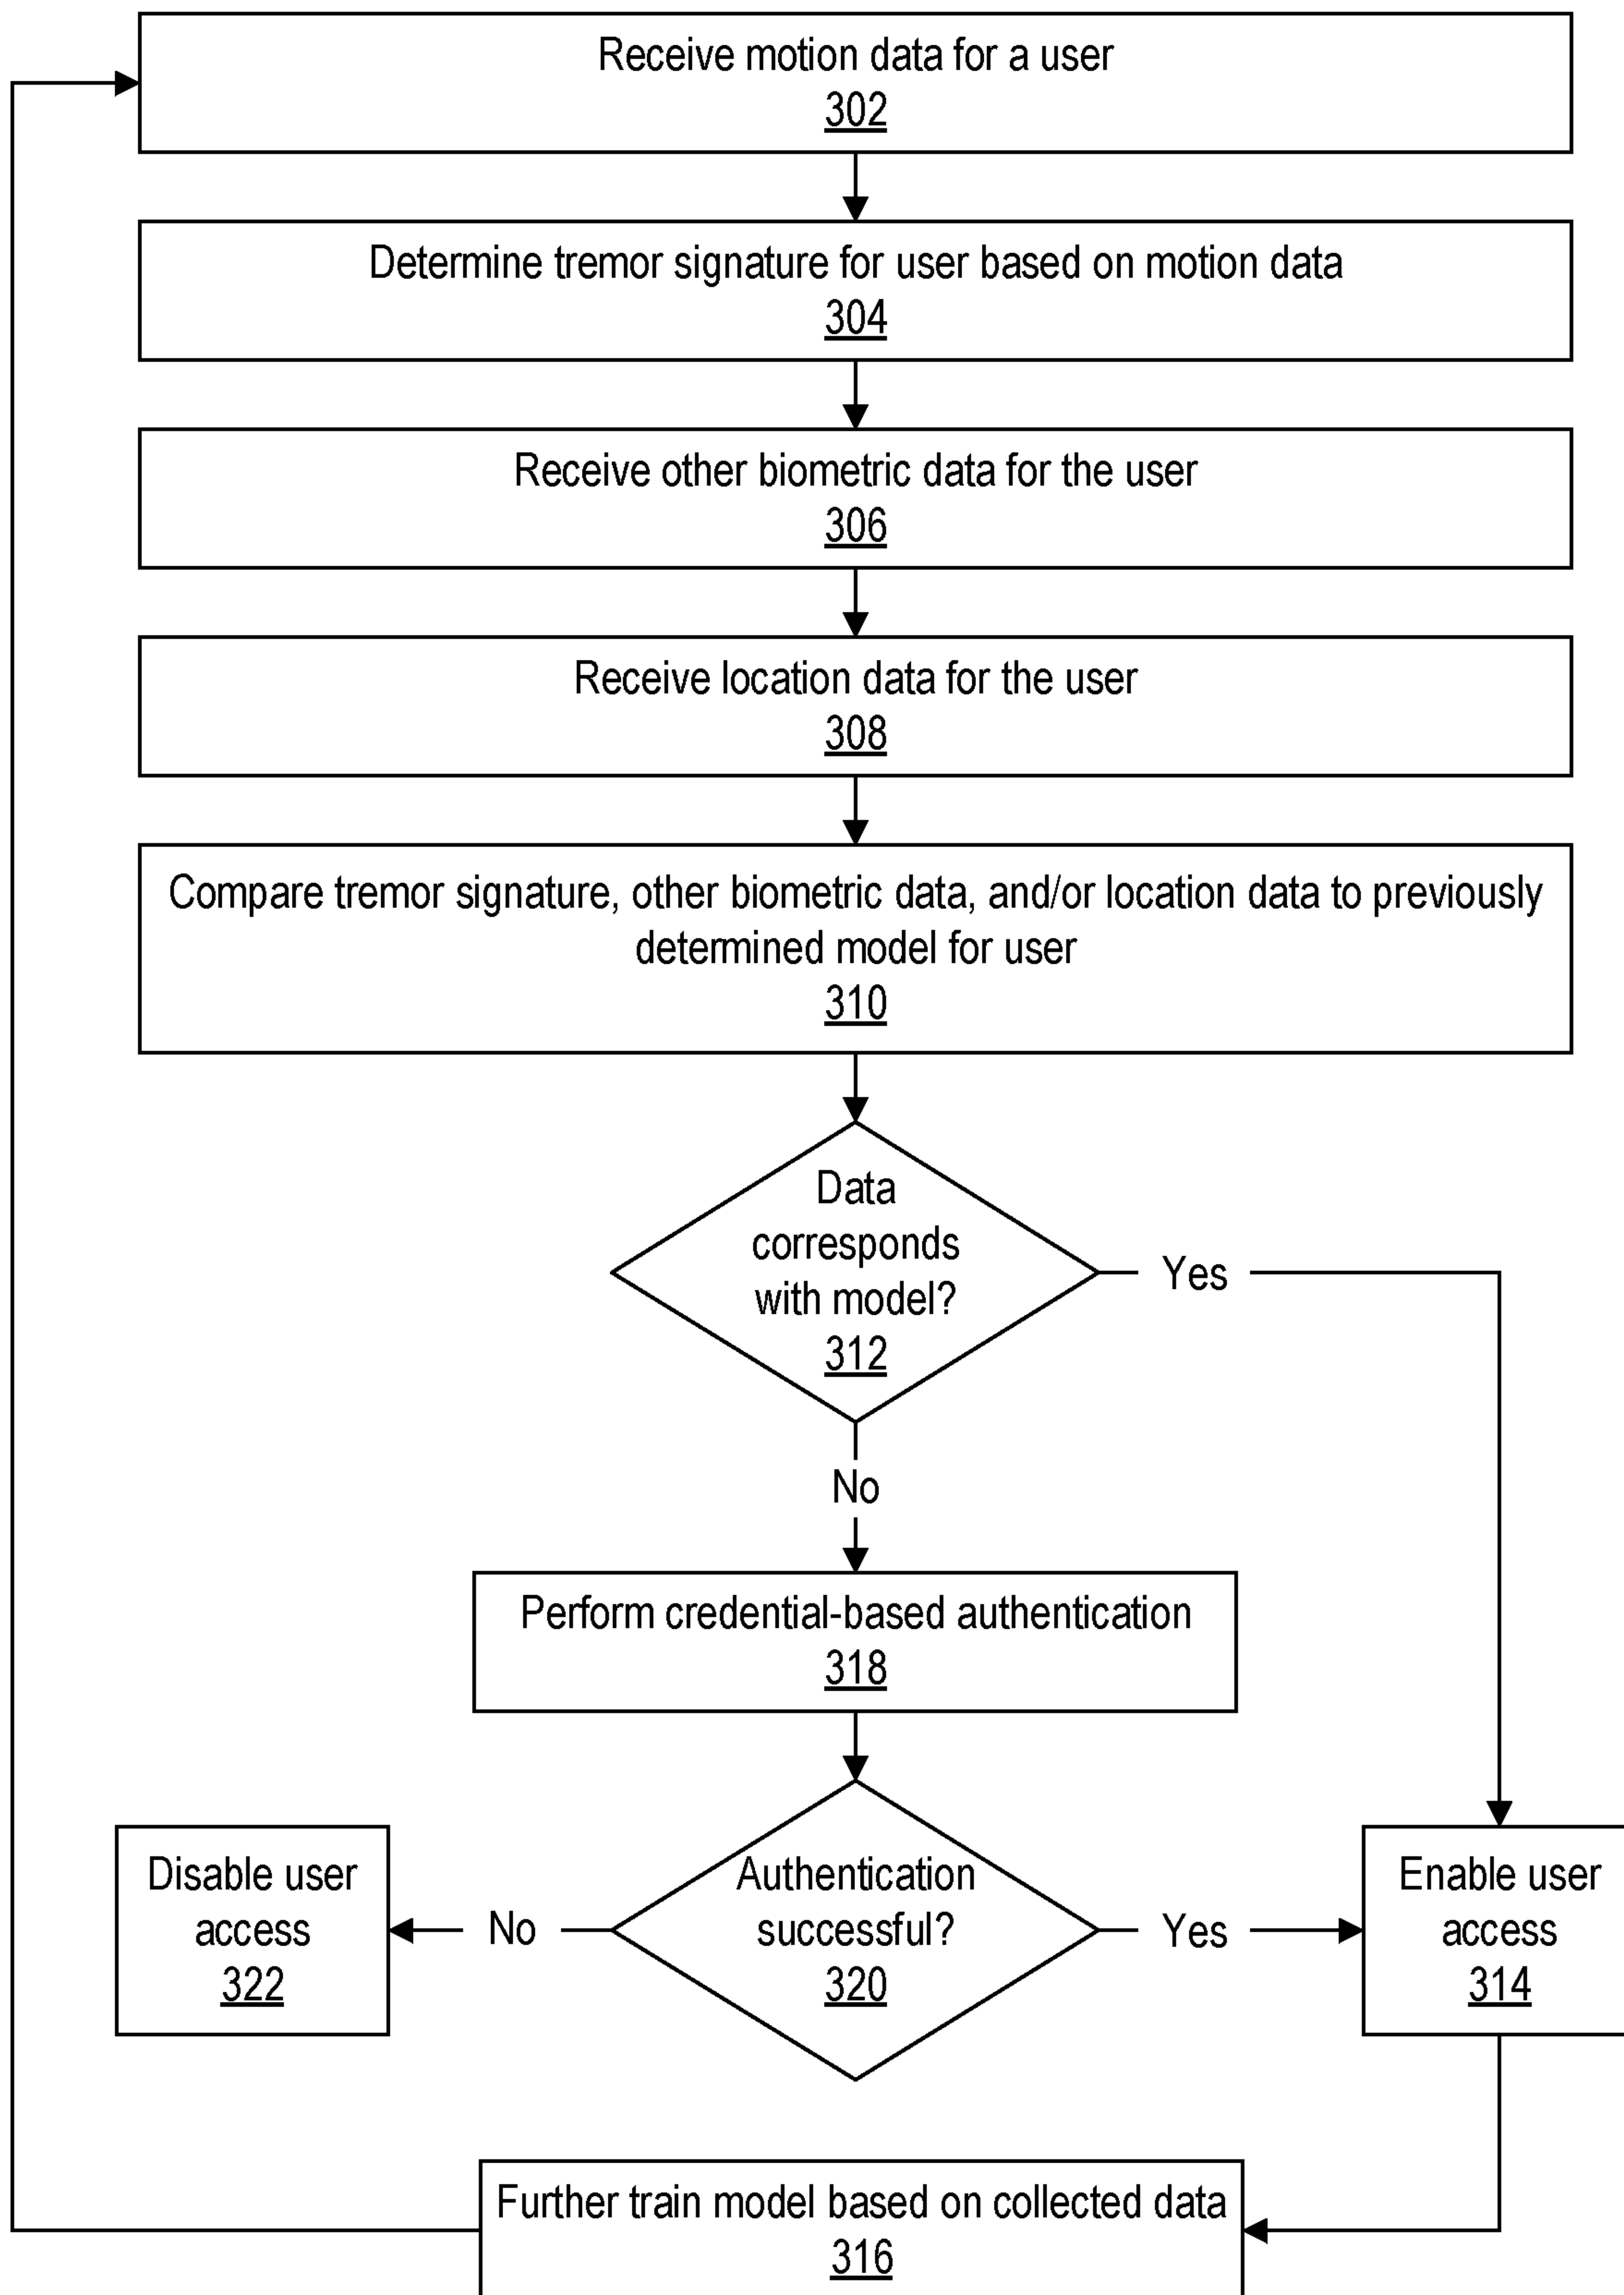 Receive motion data for a user
302
Determine tremor signature for user based on motion data
304
Receive other biometric data for the user
306
Receive location data for the user
308
Compare tremor signature, other biometric data, and/or location data to previously
determined model for user
310
Data
corresponds
with model?
312
Yes
No
Perform credential-based authentication
318
Disable user
access
322
No
Authentication
successful?
320
Yes
Enable user
access
314
Further train model based on collected data
316